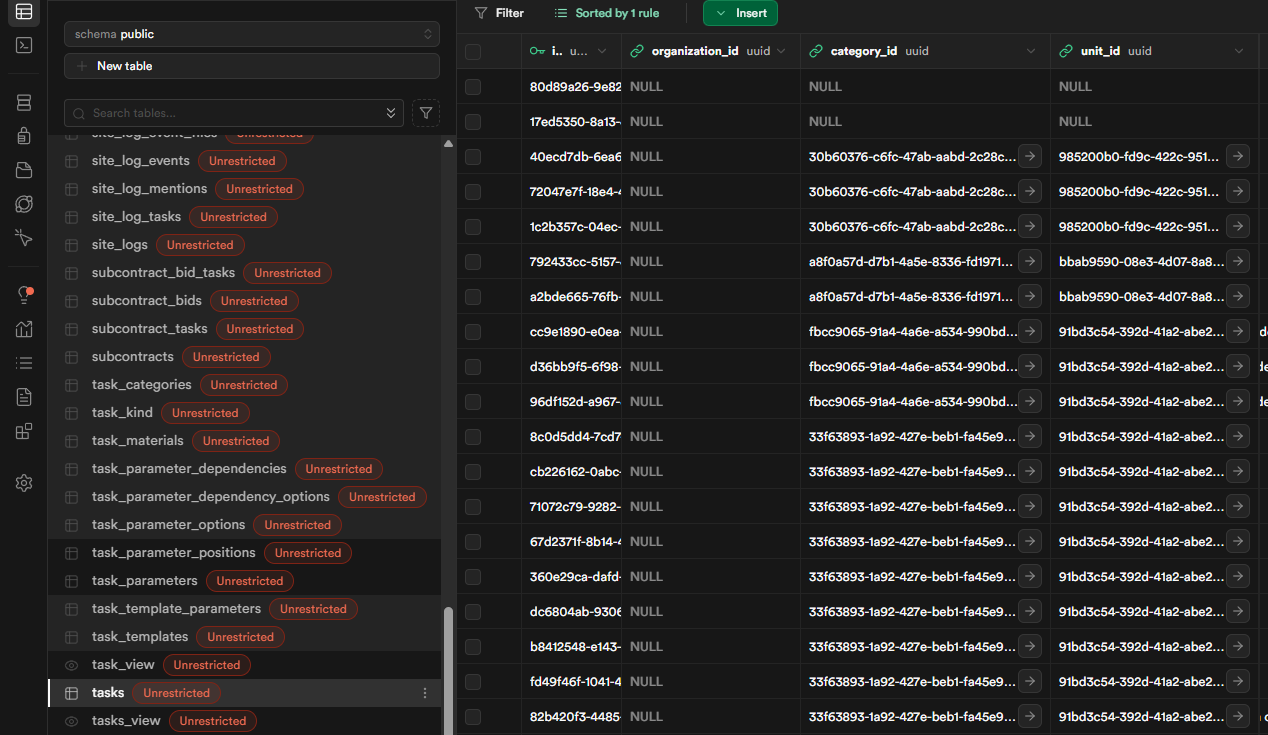 schema public
New table
Search tables...
site_log_events Unrestricted
site_log_mentions Unrestricted
site_log_tasks Unrestricted
site_logs Unrestricted
subcontract_bid_tasks Unrestricted
subcontract_bids Unrestricted
subcontract_tasks Unrestricted
subcontracts Unrestricted
task_categories Unrestricted
task_kind Unrestricted
task_materials Unrestricted
task_parameter_dependencies Unrestricted
task_parameter_dependency_options Unrestricted
task_parameter_options Unrestricted
task_parameter_positions Unrestricted
task_parameters Unrestricted
task_template_parameters Unrestricted
task_templates Unrestricted
task_view Unrestricted
tasks Unrestricted
tasks_view Unrestricted
Filter Sorted by 1 rule Insert
i.. u... organization_id uuid category_id uuid unit_id uuid
80d89a26-9e82 NULL NULL NULL
17ed5350-8a13- NULL NULL NULL
40ecd7db-6ea6 NULL 30b60376-c6fc-47ab-aabd-2c28c... 985200b0-fd9c-422c-951...
72047e7f-18e4-4 NULL 30b60376-c6fc-47ab-aabd-2c28c... 985200b0-fd9c-422c-951...
1c2b357c-04ec- NULL 30b60376-c6fc-47ab-aabd-2c28c... 985200b0-fd9c-422c-951...
792433cc-5157- NULL a8f0a57d-d7b1-4a5e-8336-fd1971... bbab9590-08e3-4d07-8a8...
a2bde665-76fb- NULL a8f0a57d-d7b1-4a5e-8336-fd1971... bbab9590-08e3-4d07-8a8...
cc9e1890-e0ea- NULL fbcc9065-91a4-4a6e-a534-990bd... 91bd3c54-392d-41a2-abe2...
d36bb9f5-6f98- NULL fbcc9065-91a4-4a6e-a534-990bd... 91bd3c54-392d-41a2-abe2...
96df152d-a967- NULL fbcc9065-91a4-4a6e-a534-990bd... 91bd3c54-392d-41a2-abe2...
8c0d5dd4-7cd7 NULL 33f63893-1a92-427e-beb1-fa45e9... 91bd3c54-392d-41a2-abe2...
cb226162-0abc- NULL 33f63893-1a92-427e-beb1-fa45e9... 91bd3c54-392d-41a2-abe2...
71072c79-9282- NULL 33f63893-1a92-427e-beb1-fa45e9... 91bd3c54-392d-41a2-abe2...
67d2371f-8b14-4 NULL 33f63893-1a92-427e-beb1-fa45e9... 91bd3c54-392d-41a2-abe2...
360e29ca-dafd- NULL 33f63893-1a92-427e-beb1-fa45e9... 91bd3c54-392d-41a2-abe2...
dc6804ab-9306 NULL 33f63893-1a92-427e-beb1-fa45e9... 91bd3c54-392d-41a2-abe2...
b8412548-e143- NULL 33f63893-1a92-427e-beb1-fa45e9... 91bd3c54-392d-41a2-abe2...
fd49f46f-1041-4 NULL 33f63893-1a92-427e-beb1-fa45e9... 91bd3c54-392d-41a2-abe2...
82b420f3-4485- NULL 33f63893-1a92-427e-beb1-fa45e9... 91bd3c54-392d-41a2-abe2...